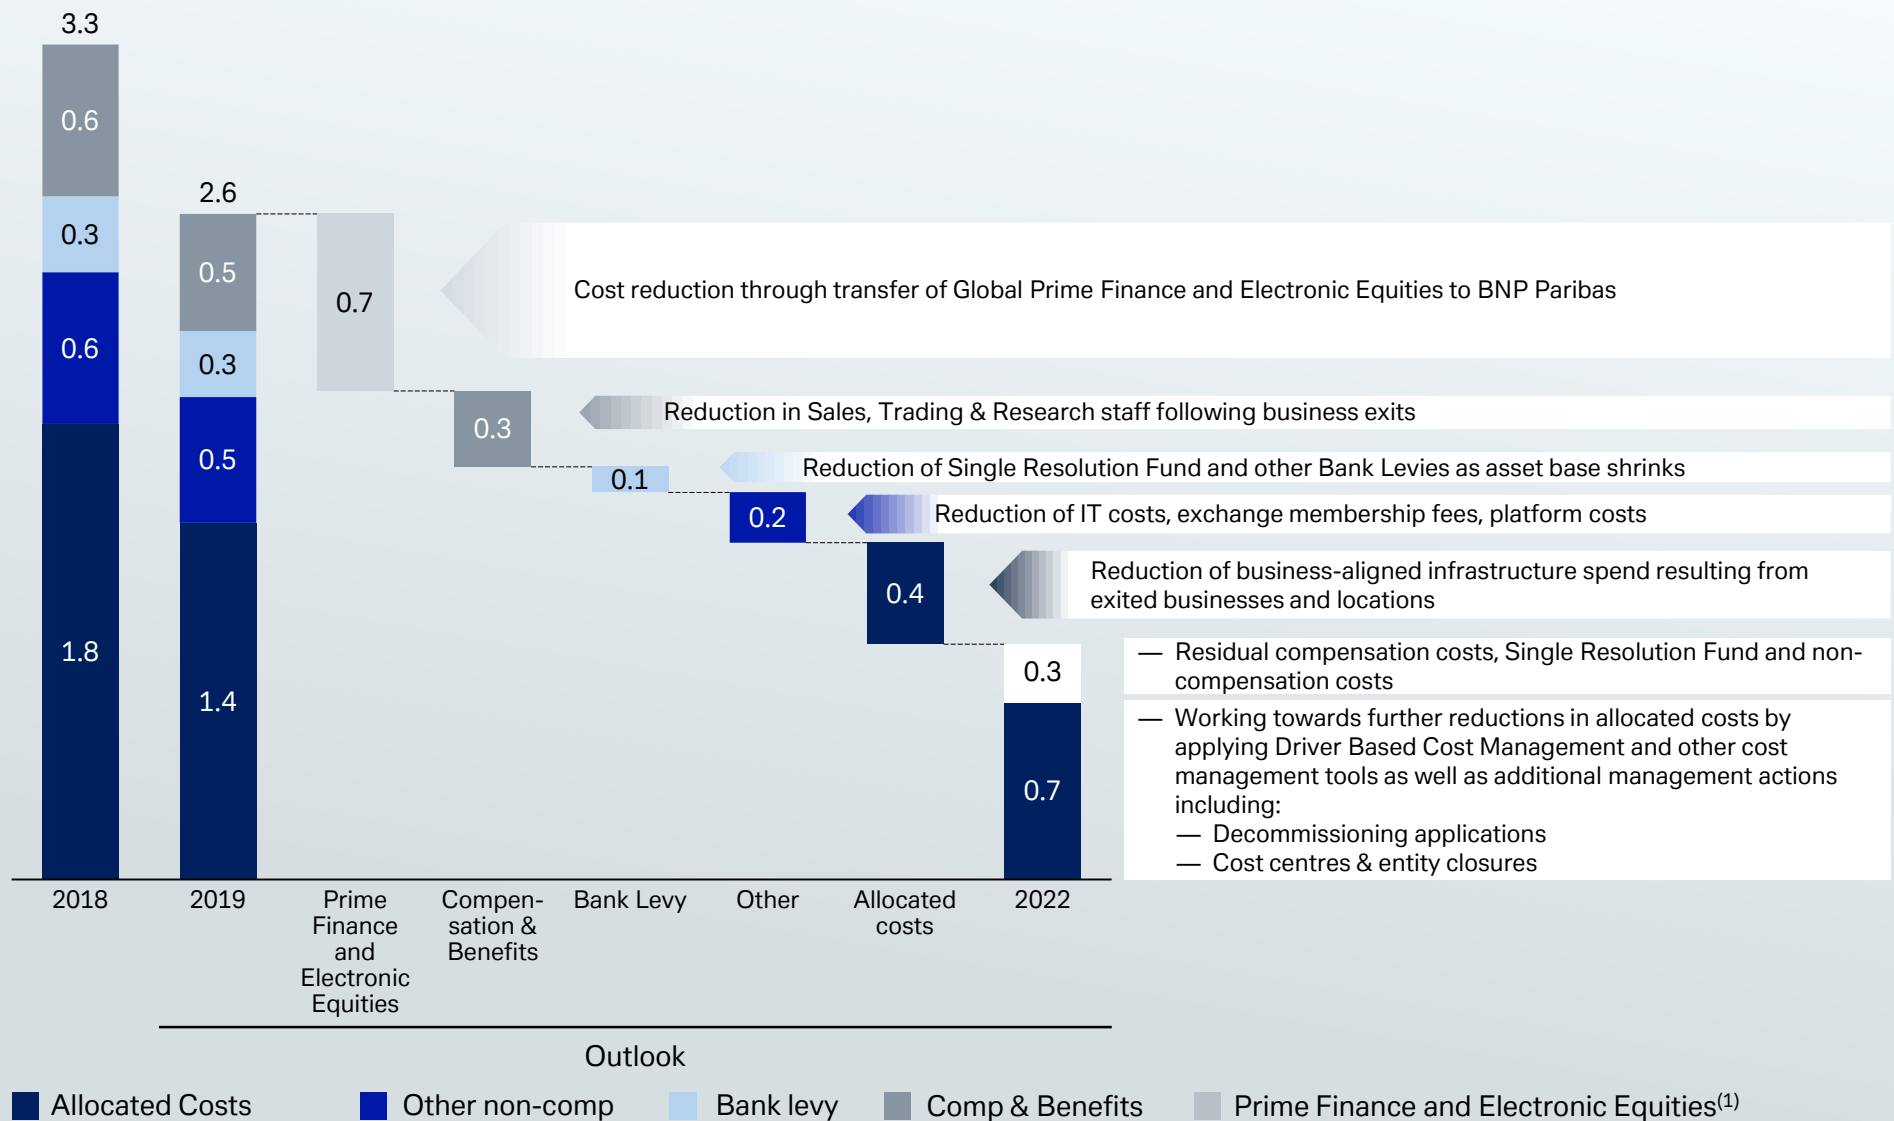 3.3
0.6
0.3
0.6
1.8
2.6
0.5
0.3
0.5
1.4
0.7
Cost reduction through transfer of Global Prime Finance and Electronic Equities to BNP Paribas
0.3
Reduction in Sales, Trading & Research staff following business exits
0.1
Reduction of Single Resolution Fund and other Bank Levies as asset base shrinks
0.2
Reduction of IT costs, exchange membership fees, platform costs
0.4
Reduction of business-aligned infrastructure spend resulting from
exited businesses and locations
0.3
— Residual compensation costs, Single Resolution Fund and non-
compensation costs
0.7
— Working towards further reductions in allocated costs by
applying Driver Based Cost Management and other cost
management tools as well as additional management actions
including:
— Decommissioning applications
— Cost centres & entity closures
2018
2019
Prime
Finance
and
Electronic
Equities
Compen-
sation &
Benefits
Bank Levy
Other
Allocated
costs
2022
Outlook
Allocated Costs
Other non-comp
Bank levy
Comp & Benefits
Prime Finance and Electronic Equities(1)